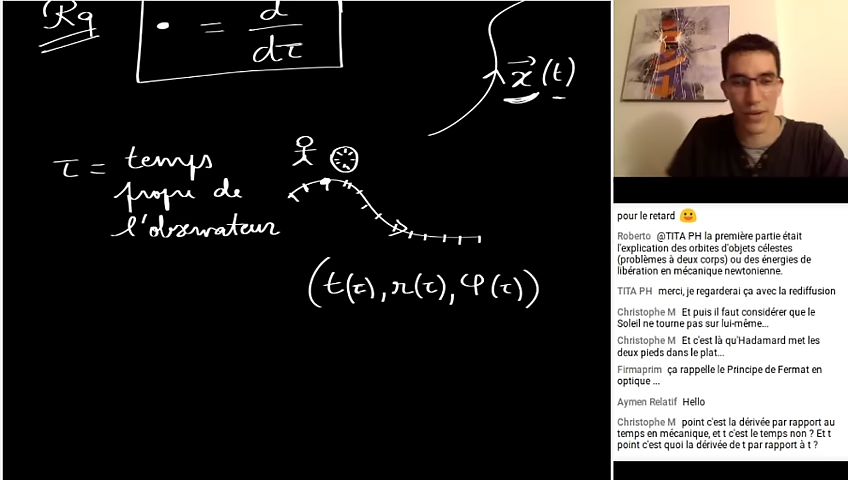 Rq
• = d/dτ
x⃗(t)
τ = temps
propre de
l'observateur
(t(τ), r(τ), φ(τ))
pour le retard 😀
Roberto @TITA PH la première partie était
l'explication des orbites d'objets célestes
(problèmes à deux corps) ou des énergies de
libération en mécanique newtonienne.
TITA PH merci, je regarderai ça avec la rediffusion
Christophe M Et puis il faut considérer que le
Soleil ne tourne pas sur lui-même...
Christophe M Et c'est là qu'Hadamard met les
deux pieds dans le plat...
Firmaprim ça rappelle le Principe de Fermat en
optique ...
Aymen Relatif Hello
Christophe M point c'est la dérivée par rapport au
temps en mécanique, et t c'est le temps non ? Et t
point c'est quoi la dérivée de t par rapport à t ?